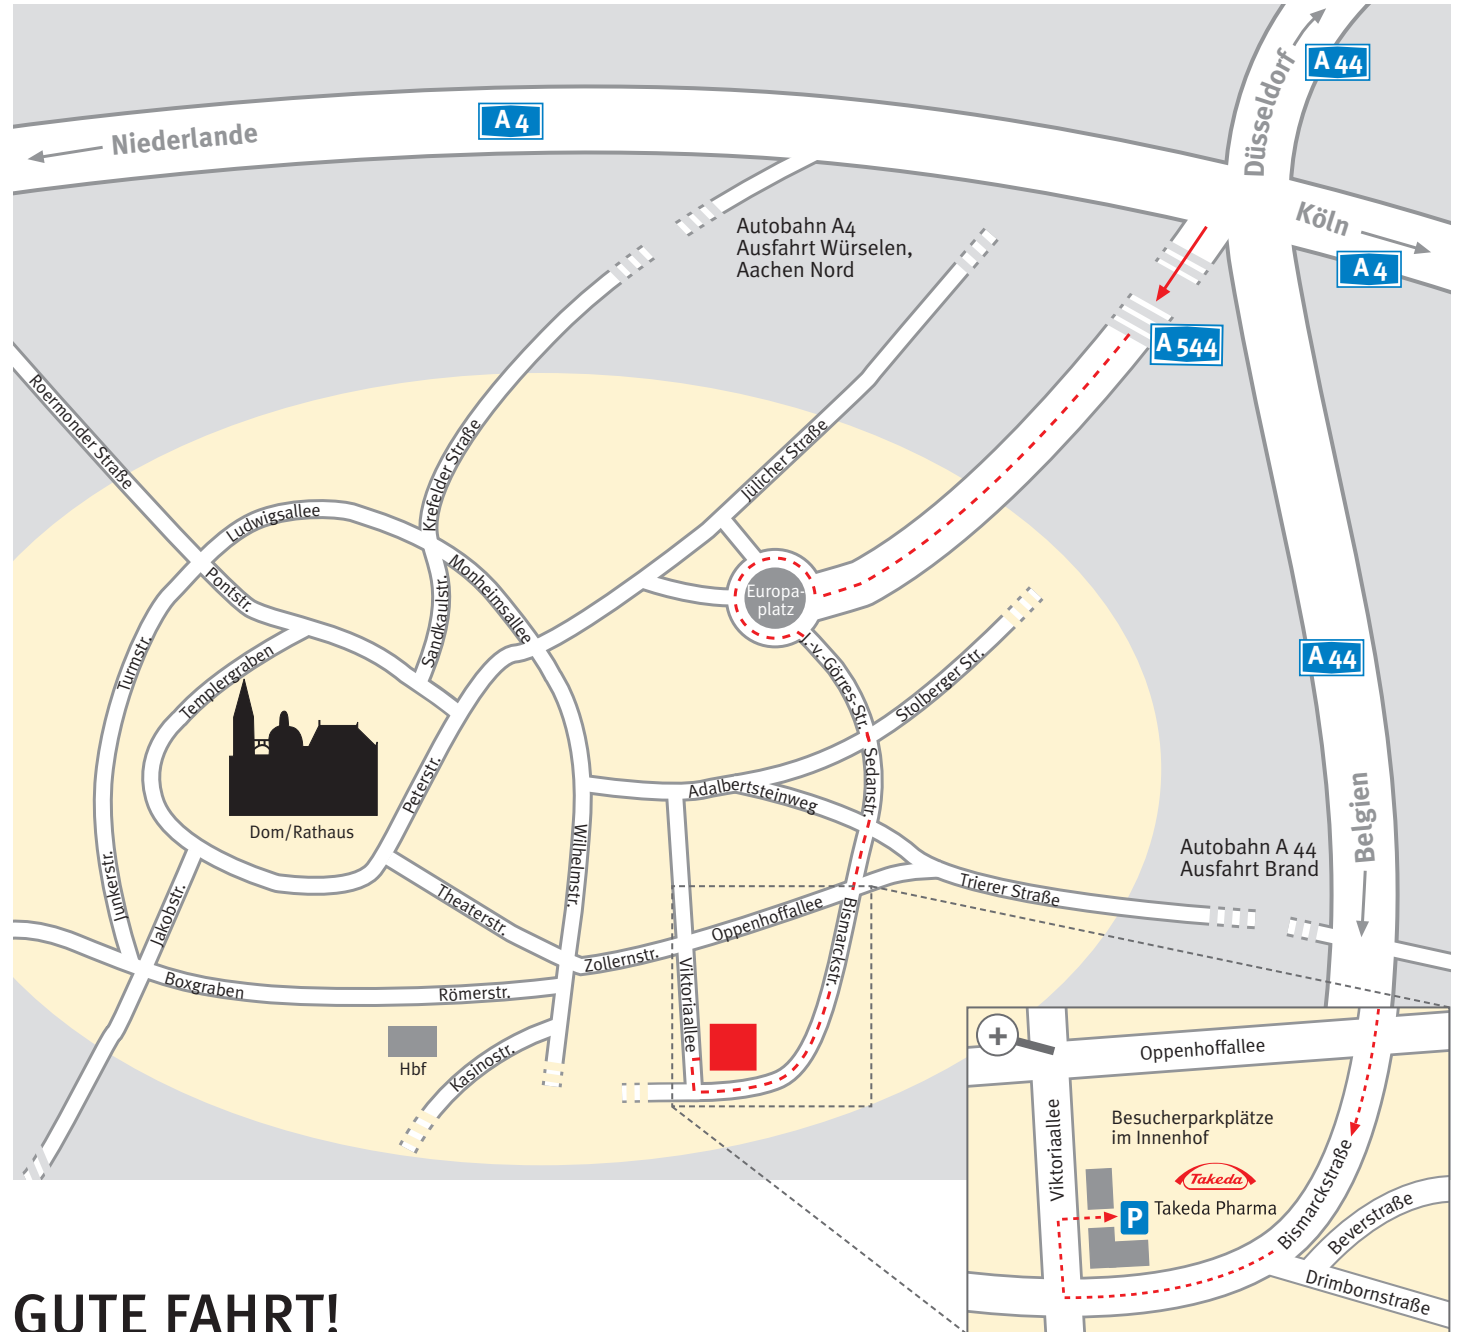 A 44
Düsseldorf
A 4
Niederlande
Köln
A 4
Autobahn A4
Ausfahrt Würselen,
Aachen Nord
A 544
Roermonder Straße
Krefelder Straße
Jülicher Straße
Ludwigsallee
Monheimsallee
Pontstr.
Sandkaulstr.
Europa-
platz
J.-v.-Görres-Str.
Stolberger Str.
Turmstr.
Templergraben
A 44
Peterstr.
Sedanstr.
Adalbertsteinweg
Dom/Rathaus
Wilhelmstr.
Belgien
Autobahn A 44
Ausfahrt Brand
Junkerstr.
Jakobstr.
Theaterstr.
Trierer Straße
Oppenhoffallee
Bismarckstr.
Zollernstr.
Viktoriaallee
Boxgraben
Römerstr.
Hbf
Kasinostr.
+
Oppenhoffallee
Viktoriaallee
Besucherparkplätze
im Innenhof
Takeda
P
Takeda Pharma
Bismarckstraße
Beverstraße
Drimbornstraße
GUTE FAHRT!